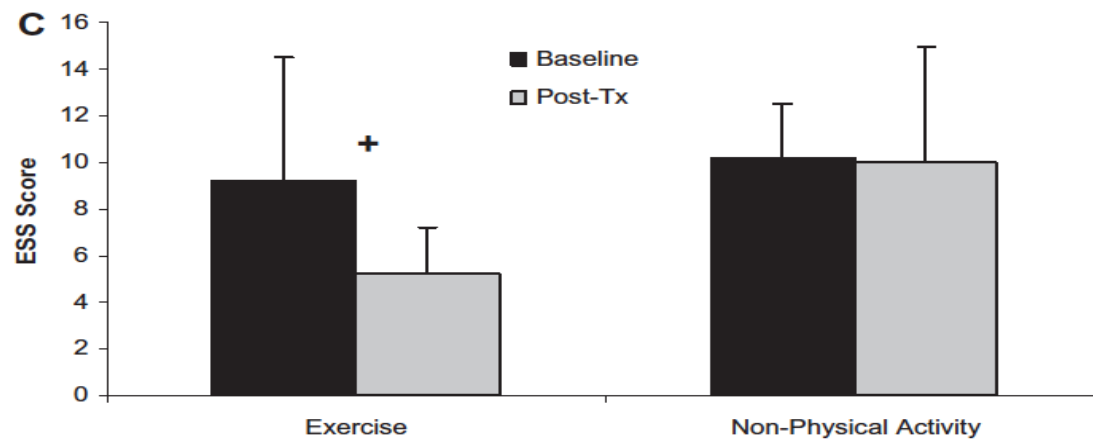 C
ESS Score
16
14
12
10
8
6
4
2
0
Baseline
Post-Tx
+
Exercise
Non-Physical Activity